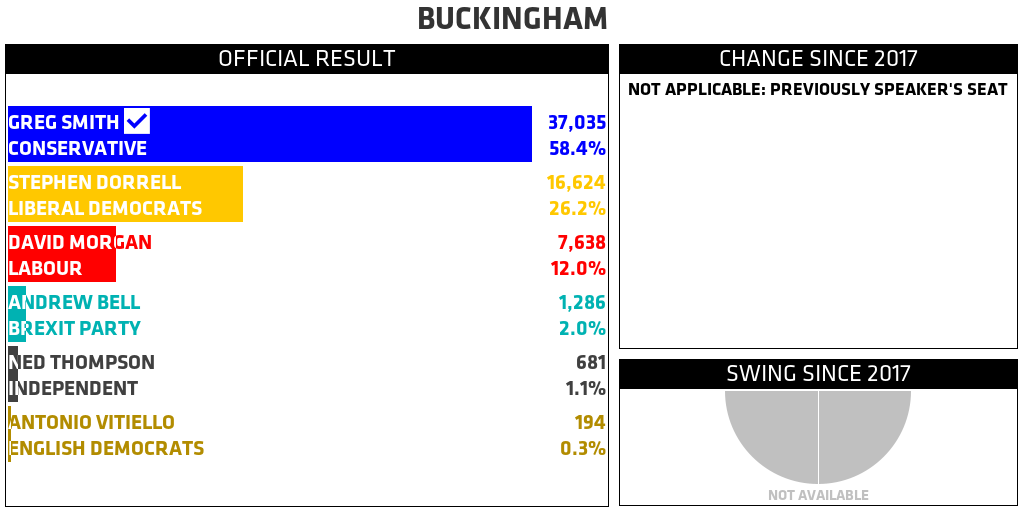 BUCKINGHAM
OFFICIAL RESULT
GREG SMITH 37,035
CONSERVATIVE 58.4%
STEPHEN DORRELL 16,624
LIBERAL DEMOCRATS 26.2%
DAVID MORGAN 7,638
LABOUR 12.0%
ANDREW BELL 1,286
BREXIT PARTY 2.0%
NED THOMPSON 681
INDEPENDENT 1.1%
ANTONIO VITIELLO 194
ENGLISH DEMOCRATS 0.3%
CHANGE SINCE 2017
NOT APPLICABLE: PREVIOUSLY SPEAKER'S SEAT
SWING SINCE 2017
NOT AVAILABLE